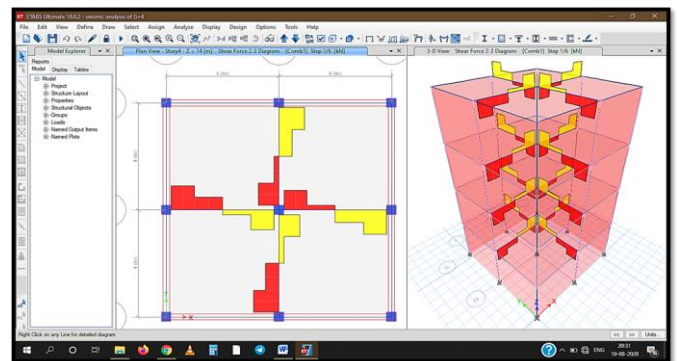 ETABS Ultimate 18.0.2 - seismic analysis of G+4
File Edit View Define Draw Select Assign Analyze Display Design Options Tools Help
Model Explorer
Plan View - Story4 - Z = 14 (m) Shear Force 2-2 Diagram (Comb1) Step 1/6 [kN]
3-D View Shear Force 2-2 Diagram (Comb1) Step 1/6 [kN]
Reports
Model Display Tables
Model
Project
Structure Layout
Properties
Structural Objects
Groups
Loads
Named Output Items
Named Plots
4 (m) 4 (m)
4 (m)
4 (m)
Y
X
Z
Y X
Right Click on any Line for detailed diagram
<< >> Units
ENG
20:31
10-08-2020